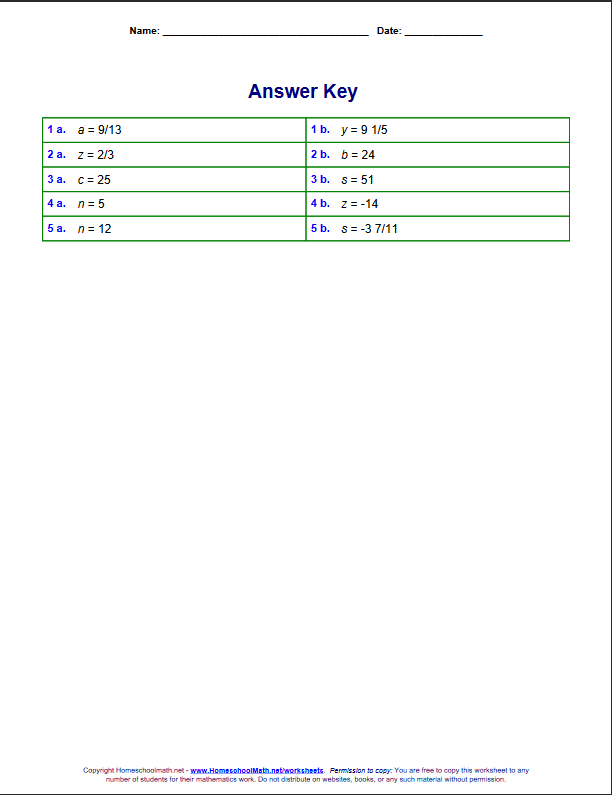 Name: _____________________________________ Date: ______________
Answer Key
1 a. a = 9/13 1 b. y = 9 1/5
2 a. z = 2/3 2 b. b = 24
3 a. c = 25 3 b. s = 51
4 a. n = 5 4 b. z = -14
5 a. n = 12 5 b. s = -3 7/11
Copyright Homeschoolmath.net - www.HomeschoolMath.net/worksheets. Permission to copy: You are free to copy this worksheet to any
number of students for their mathematics work. Do not distribute on websites, books, or any such material without permission.